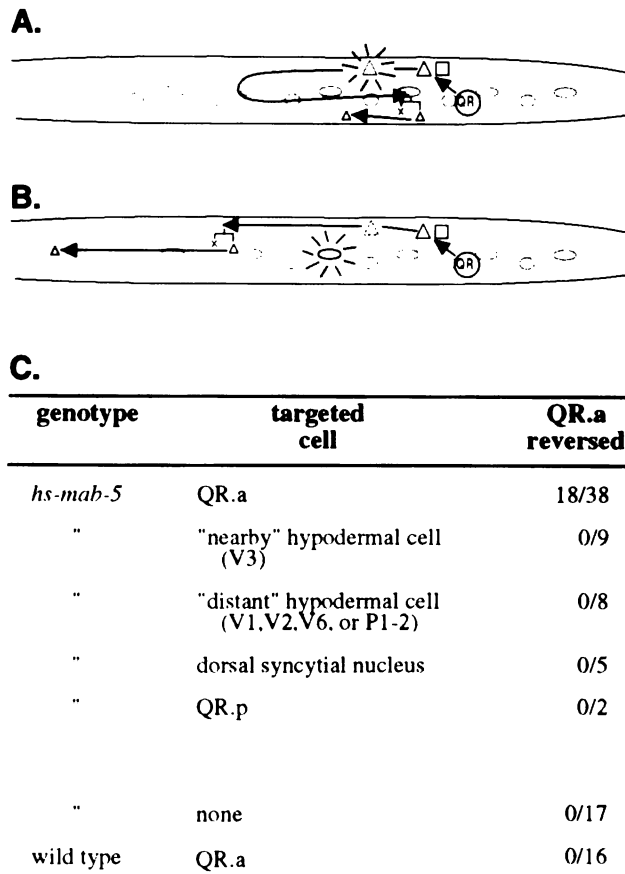 A.
QR
B.
QR
C.
genotype targeted cell QR.a reversed
hs-mab-5 QR.a 18/38
" "nearby" hypodermal cell (V3) 0/9
" "distant" hypodermal cell (V1,V2,V6, or P1-2) 0/8
" dorsal syncytial nucleus 0/5
" QR.p 0/2
" none 0/17
wild type QR.a 0/16